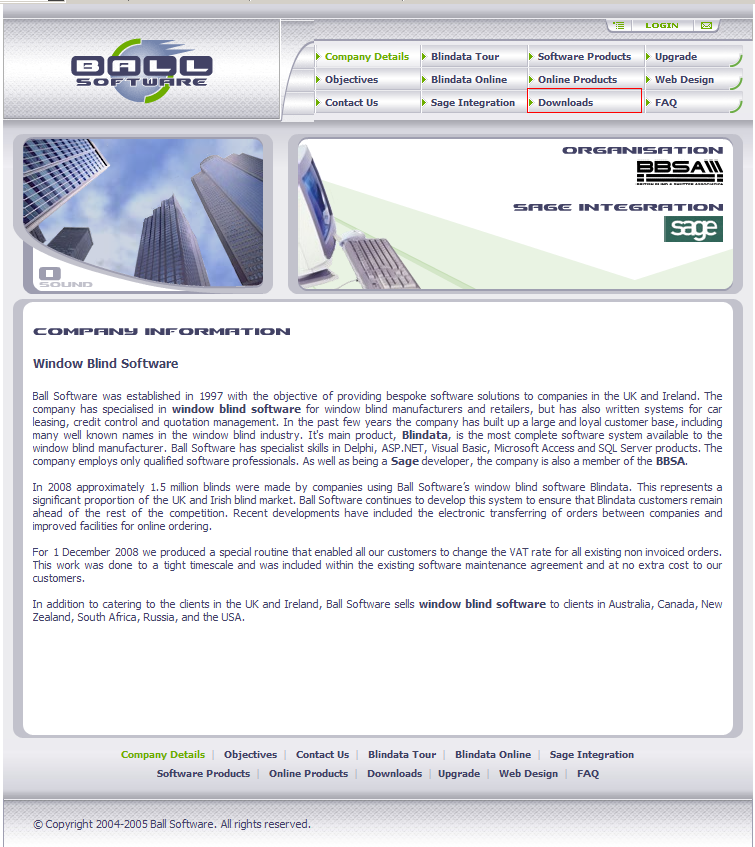 LOGIN
BALL
SOFTWARE
Company Details
Blindata Tour
Software Products
Upgrade
Objectives
Blindata Online
Online Products
Web Design
Contact Us
Sage Integration
Downloads
FAQ
ORGANISATION
BBSA
BRITISH BLIND & SHUTTER ASSOCIATION
SAGE INTEGRATION
sage
SOUND
COMPANY INFORMATION
Window Blind Software
Ball Software was established in 1997 with the objective of providing bespoke software solutions to companies in the UK and Ireland. The
company has specialised in window blind software for window blind manufacturers and retailers, but has also written systems for car
leasing, credit control and quotation management. In the past few years the company has built up a large and loyal customer base, including
many well known names in the window blind industry. It's main product, Blindata, is the most complete software system available to the
window blind manufacturer. Ball Software has specialist skills in Delphi, ASP.NET, Visual Basic, Microsoft Access and SQL Server products. The
company employs only qualified software professionals. As well as being a Sage developer, the company is also a member of the BBSA.
In 2008 approximately 1.5 million blinds were made by companies using Ball Software's window blind software Blindata. This represents a
significant proportion of the UK and Irish blind market. Ball Software continues to develop this system to ensure that Blindata customers remain
ahead of the rest of the competition. Recent developments have included the electronic transferring of orders between companies and
improved facilities for online ordering.
For 1 December 2008 we produced a special routine that enabled all our customers to change the VAT rate for all existing non invoiced orders.
This work was done to a tight timescale and was included within the existing software maintenance agreement and at no extra cost to our
customers.
In addition to catering to the clients in the UK and Ireland, Ball Software sells window blind software to clients in Australia, Canada, New
Zealand, South Africa, Russia, and the USA.
Company Details | Objectives | Contact Us | Blindata Tour | Blindata Online | Sage Integration
Software Products | Online Products | Downloads | Upgrade | Web Design | FAQ
© Copyright 2004-2005 Ball Software. All rights reserved.